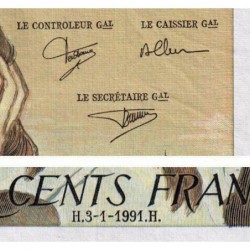 LE CONTROLEUR GAL LE CAISSIER GAL
LE SECRÉTAIRE GAL
CENTS FRAN
H.3-1-1991.H.